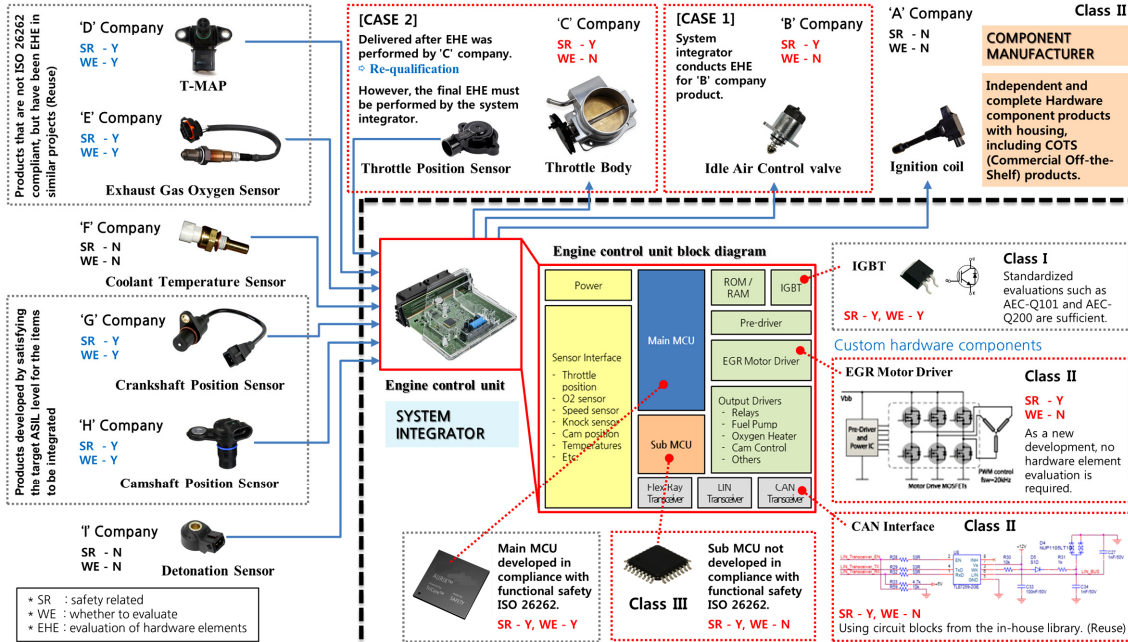 Products that are not ISO 26262
compliant, but have been EHE in
similar projects (Reuse)
'D' Company
SR - Y
WE - Y
T-MAP
'E' Company
SR - Y
WE - Y
Exhaust Gas Oxygen Sensor
'F' Company
SR - N
WE - N
Coolant Temperature Sensor
Products developed by satisfying
the target ASIL level for the items
to be integrated
'G' Company
SR - Y
WE - Y
Crankshaft Position Sensor
'H' Company
SR - Y
WE - Y
Camshaft Position Sensor
'I' Company
SR - N
WE - N
Detonation Sensor
* SR : safety related
* WE : whether to evaluate
* EHE : evaluation of hardware elements
[CASE 2]
Delivered after EHE was
performed by 'C' company.
⇨ Re-qualification
However, the final EHE must
be performed by the system
integrator.
Throttle Position Sensor
'C' Company
SR - Y
WE - N
Throttle Body
[CASE 1]
System
integrator
conducts EHE
for 'B' company
product.
'B' Company
SR - Y
WE - N
Idle Air Control valve
'A' Company
SR - N
WE - N
Ignition coil
Class II
COMPONENT
MANUFACTURER
Independent and
complete Hardware
component products
with housing,
including COTS
(Commercial Off-the-
Shelf) products.
Engine control unit
SYSTEM
INTEGRATOR
Engine control unit block diagram
Power
Sensor Interface
- Throttle
position
- O2 sensor
- Speed sensor
- Knock sensor
- Cam position
- Temperatures
- Etc
Main MCU
Sub MCU
ROM /
RAM
IGBT
Pre-driver
EGR Motor Driver
Output Drivers
- Relays
- Fuel Pump
- Oxygen Heater
- Cam Control
- Others
Flex Ray
Transceiver
LIN
Transceiver
CAN
Transceiver
IGBT
Class I
Standardized
evaluations such as
AEC-Q101 and AEC-
Q200 are sufficient.
SR - Y, WE - Y
Custom hardware components
EGR Motor Driver
Class II
SR - Y
WE - N
As a new
development, no
hardware element
evaluation is
required.
Vbb
Pre-Driver
and
Power IC
PWM control
fsw=20kHz
Motor Drive MOSFETs
CAN Interface
Class II
LIN_Transceiver_EN
LIN_Transceiver_TX
LIN_BUS
+12V
+5V
SR - Y, WE - N
Using circuit blocks from the in-house library. (Reuse)
Main MCU
developed in
compliance with
functional safety
ISO 26262.
SR - Y, WE - Y
SAFETY
Class III
Sub MCU not
developed in
compliance with
functional safety
ISO 26262.
SR - Y, WE - N